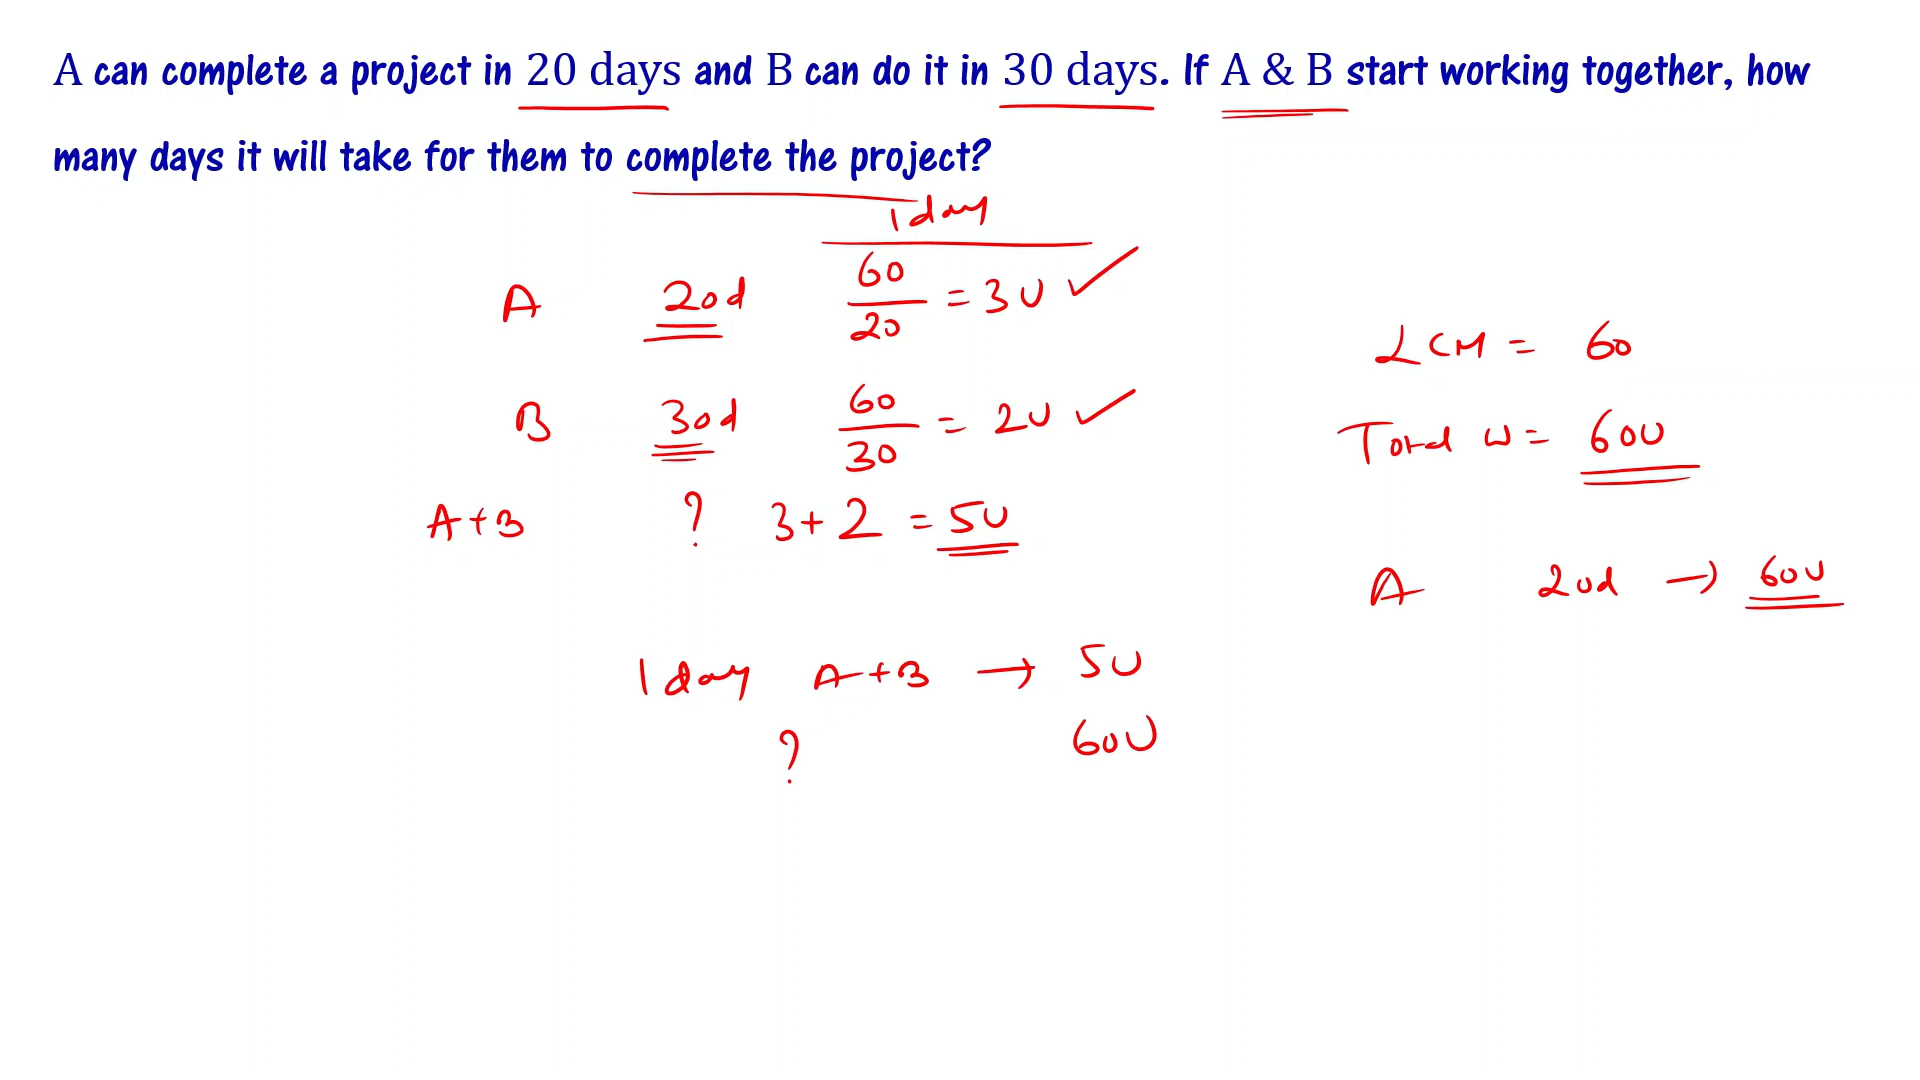 A can complete a project in 20 days and B can do it in 30 days. If A & B start working together, how
many days it will take for them to complete the project?
1 day
A 20d 60/20 = 3U ✓
LCM = 60
B 30d 60/30 = 2U ✓
Total W = 60U
A+B ? 3+2 = 5U
A 20d → 60U
1 day A+B → 5U
? 60U